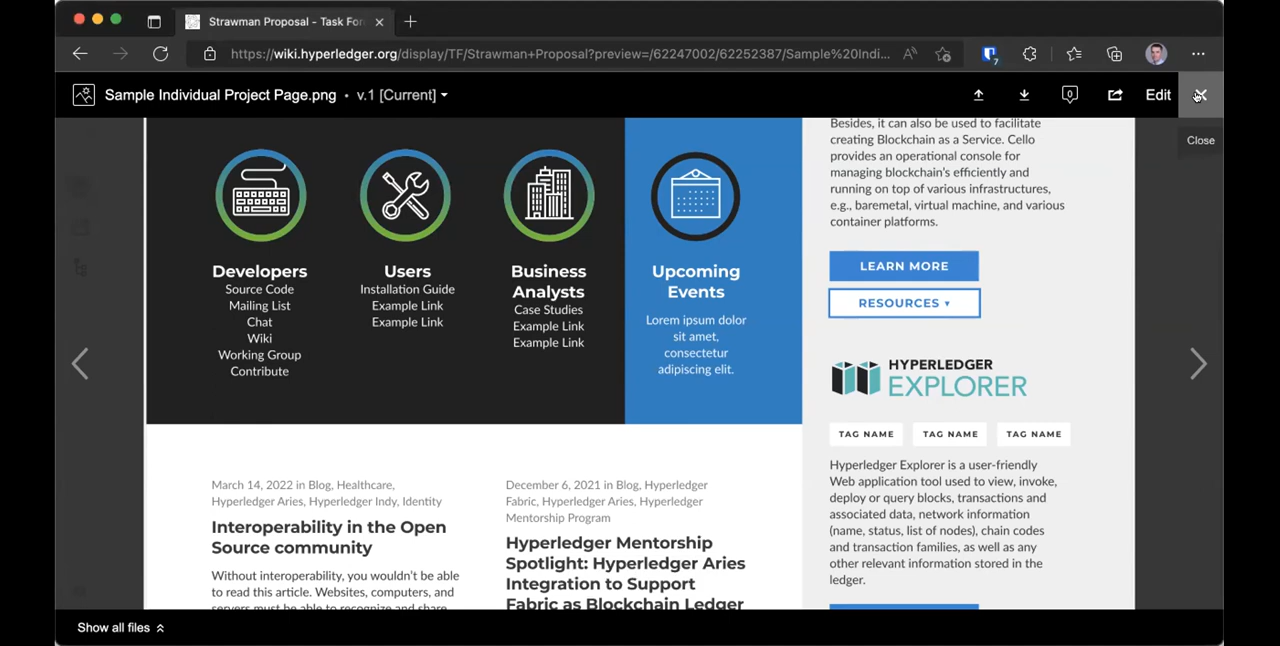 Strawman Proposal - Task For
https://wiki.hyperledger.org/display/TF/Strawman+Proposal?preview=/62247002/62252387/Sample%20Indi...
7
Sample Individual Project Page.png • v.1 [Current]
0
Edit
Close
Developers
Source Code
Mailing List
Chat
Wiki
Working Group
Contribute
Users
Installation Guide
Example Link
Example Link
Business
Analysts
Case Studies
Example Link
Example Link
Upcoming
Events
Lorem ipsum dolor
sit amet,
consectetur
adipiscing elit.
Besides, it can also be used to facilitate
creating Blockchain as a Service. Cello
provides an operational console for
managing blockchain's efficiently and
running on top of various infrastructures,
e.g., baremetal, virtual machine, and various
container platforms.
LEARN MORE
RESOURCES ▾
HYPERLEDGER
EXPLORER
TAG NAME TAG NAME TAG NAME
Hyperledger Explorer is a user-friendly
Web application tool used to view, invoke,
deploy or query blocks, transactions and
associated data, network information
(name, status, list of nodes), chain codes
and transaction families, as well as any
other relevant information stored in the
ledger.
March 14, 2022 in Blog, Healthcare,
Hyperledger Aries, Hyperledger Indy, Identity
Interoperability in the Open
Source community
Without interoperability, you wouldn't be able
to read this article. Websites, computers, and
servers must be able to recognize and share
December 6, 2021 in Blog, Hyperledger
Fabric, Hyperledger Aries, Hyperledger
Mentorship Program
Hyperledger Mentorship
Spotlight: Hyperledger Aries
Integration to Support
Fabric as Blockchain Ledger
Show all files